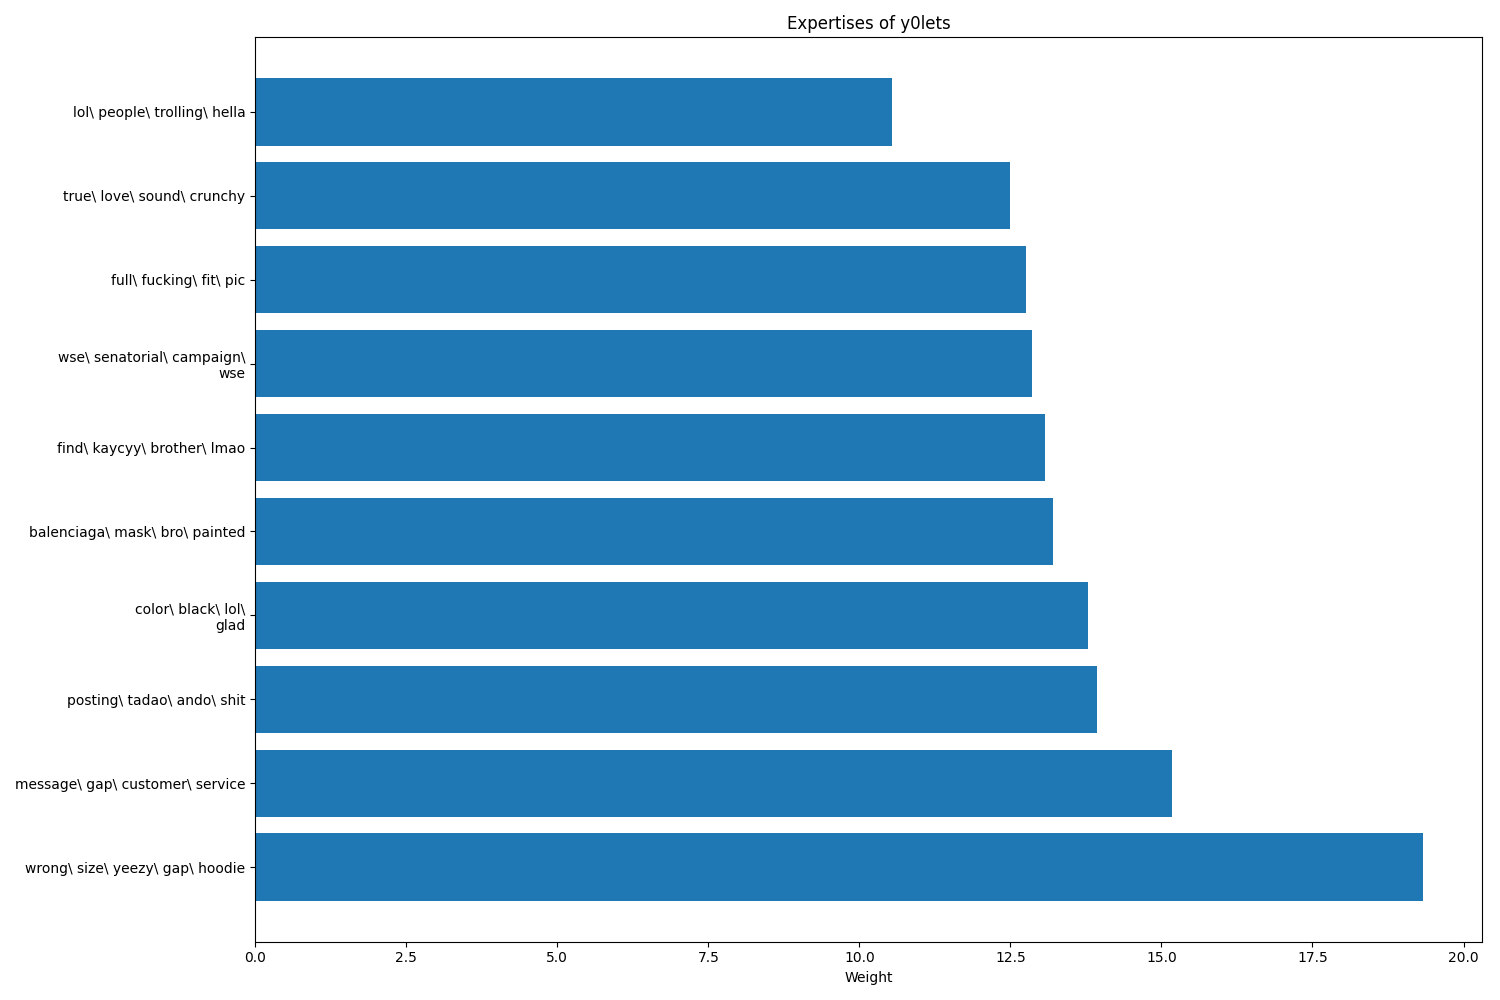 Expertises of y0lets
lol\ people\ trolling\ hella
true\ love\ sound\ crunchy
full\ fucking\ fit\ pic
wse\ senatorial\ campaign\
wse
find\ kaycyy\ brother\ lmao
balenciaga\ mask\ bro\ painted
color\ black\ lol\
glad
posting\ tadao\ ando\ shit
message\ gap\ customer\ service
wrong\ size\ yeezy\ gap\ hoodie
0.0 2.5 5.0 7.5 10.0 12.5 15.0 17.5 20.0
Weight